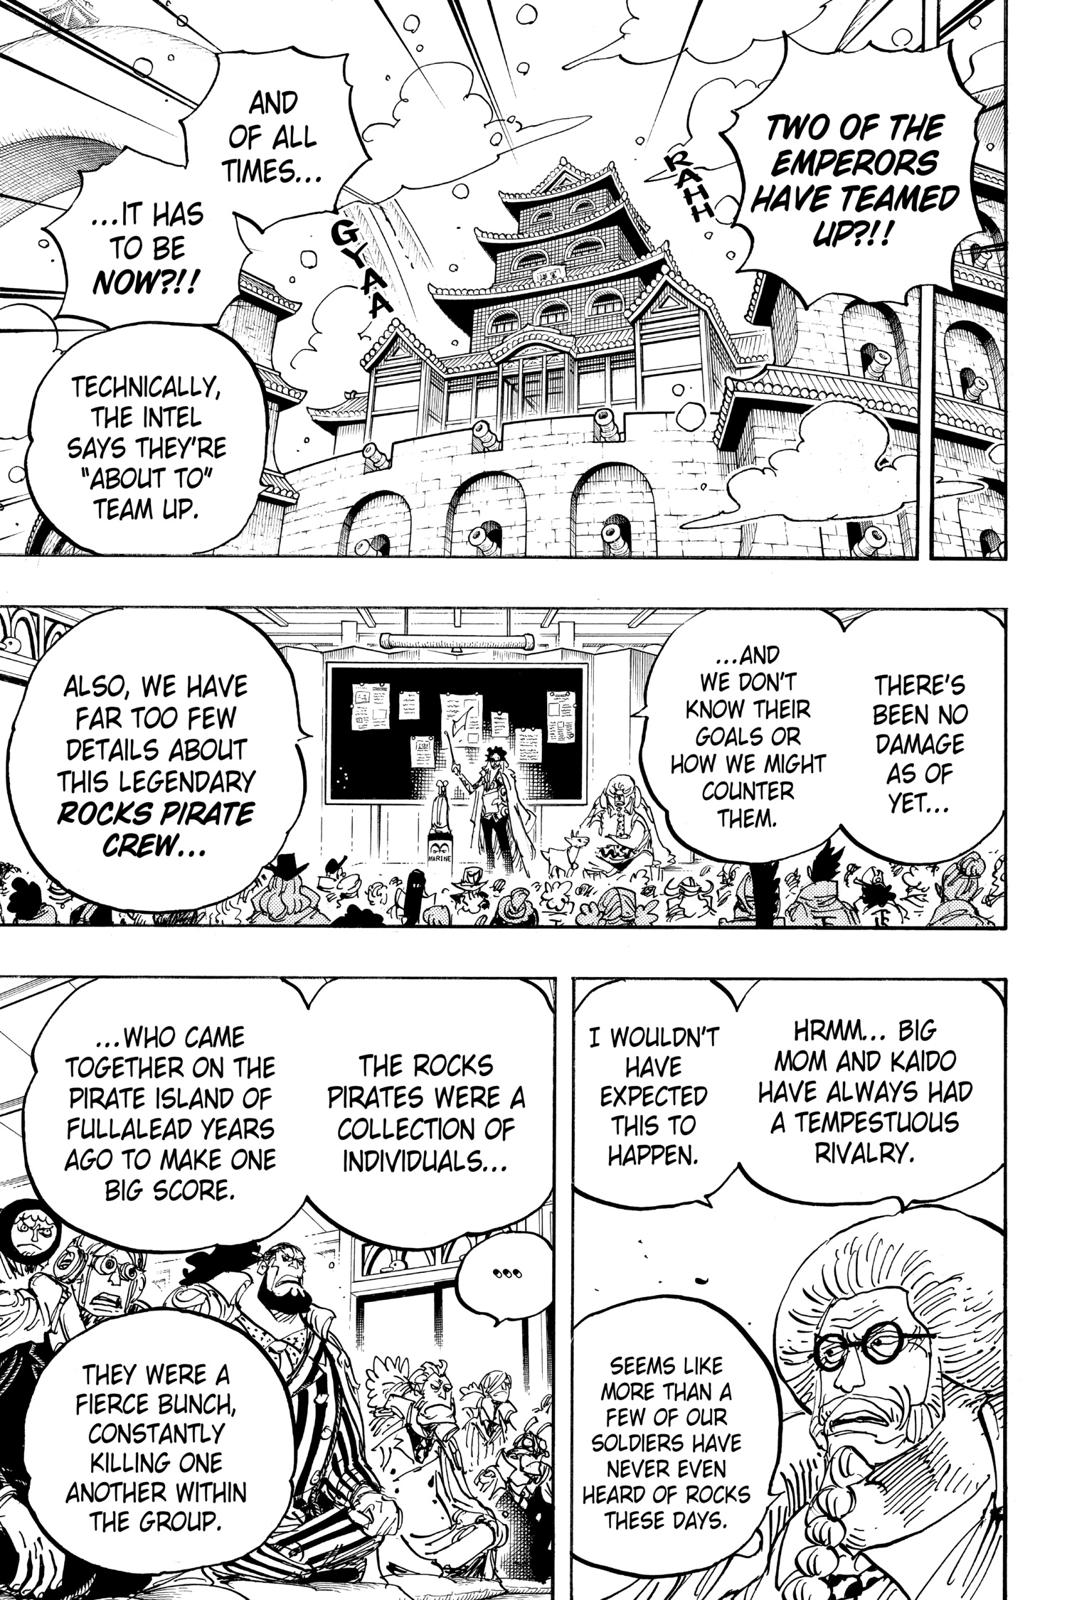 TWO OF THE
EMPERORS
HAVE TEAMED
UP?!!
RAHH
AND
OF ALL
TIMES...
...IT HAS
TO BE
NOW?!!
GYAA
TECHNICALLY,
THE INTEL
SAYS THEY'RE
"ABOUT TO"
TEAM UP.
THERE'S
BEEN NO
DAMAGE
AS OF
YET...
...AND
WE DON'T
KNOW THEIR
GOALS OR
HOW WE MIGHT
COUNTER
THEM.
ALSO, WE HAVE
FAR TOO FEW
DETAILS ABOUT
THIS LEGENDARY
ROCKS PIRATE
CREW...
MARINE
HRMM... BIG
MOM AND KAIDO
HAVE ALWAYS HAD
A TEMPESTUOUS
RIVALRY.
I WOULDN'T
HAVE
EXPECTED
THIS TO
HAPPEN.
SEEMS LIKE
MORE THAN A
FEW OF OUR
SOLDIERS HAVE
NEVER EVEN
HEARD OF ROCKS
THESE DAYS.
THE ROCKS
PIRATES WERE A
COLLECTION OF
INDIVIDUALS...
...WHO CAME
TOGETHER ON THE
PIRATE ISLAND OF
FULLALEAD YEARS
AGO TO MAKE ONE
BIG SCORE.
...
THEY WERE A
FIERCE BUNCH,
CONSTANTLY
KILLING ONE
ANOTHER WITHIN
THE GROUP.